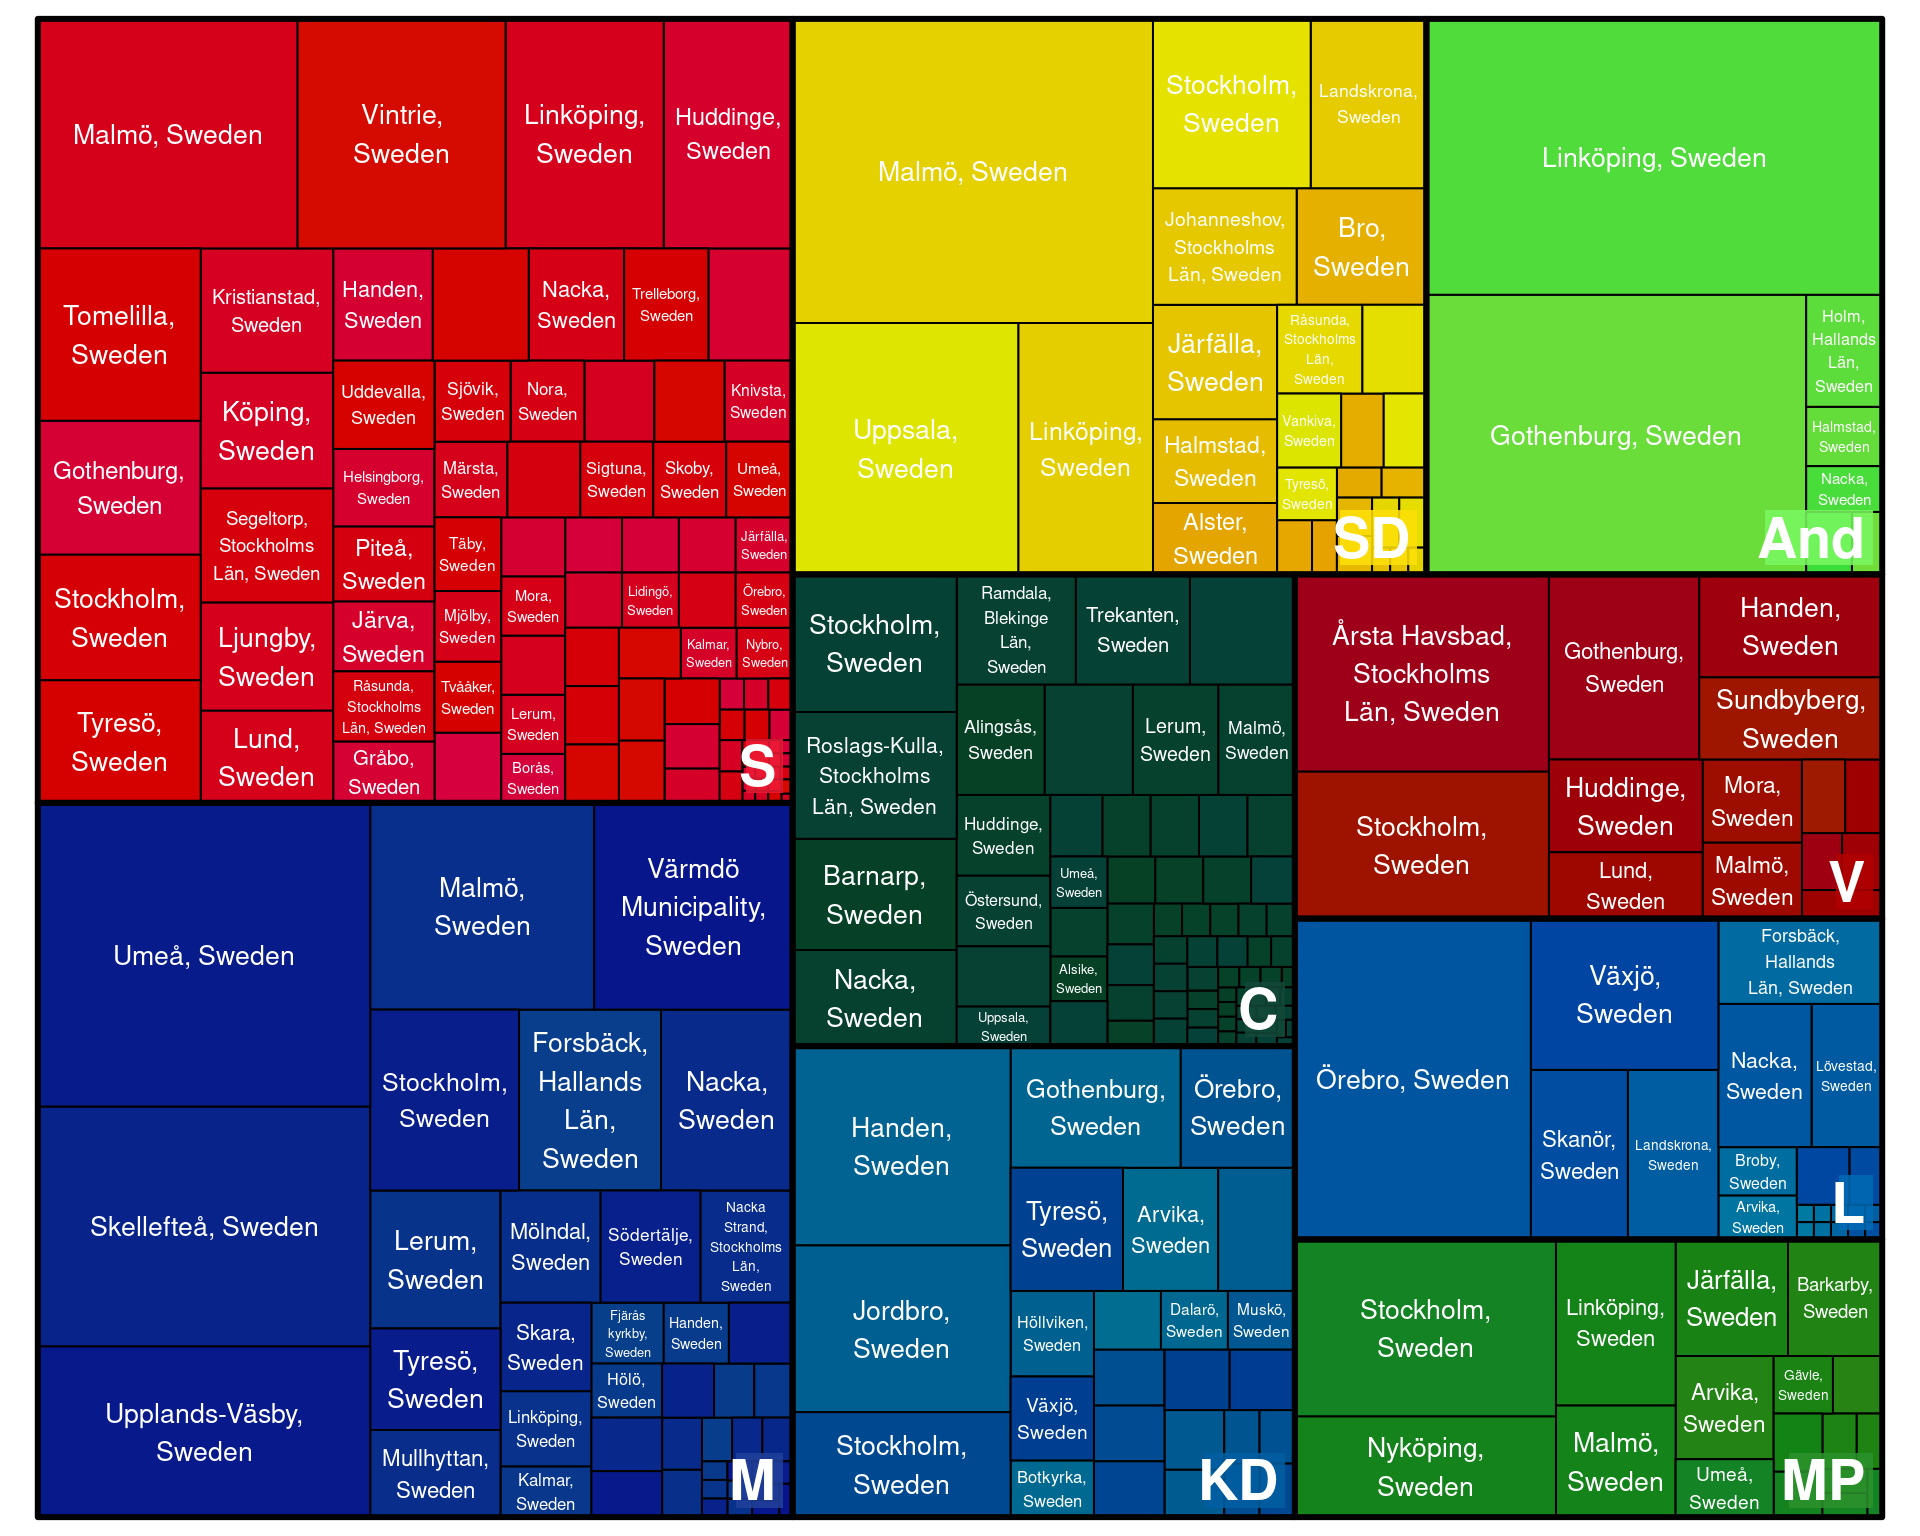 Malmö, Sweden
Vintrie,
Sweden
Linköping,
Sweden
Huddinge,
Sweden
Tomelilla,
Sweden
Gothenburg,
Sweden
Stockholm,
Sweden
Tyresö,
Sweden
Kristianstad,
Sweden
Köping,
Sweden
Segeltorp,
Stockholms
Län, Sweden
Ljungby,
Sweden
Lund,
Sweden
Handen,
Sweden
Nacka,
Sweden
Trelleborg,
Sweden
Uddevalla,
Sweden
Helsingborg,
Sweden
Piteå,
Sweden
Järva,
Sweden
Råsunda,
Stockholms
Län, Sweden
Gråbo,
Sweden
Sjövik,
Sweden
Nora,
Sweden
Knivsta,
Sweden
Märsta,
Sweden
Sigtuna,
Sweden
Skoby,
Sweden
Umeå,
Sweden
Täby,
Sweden
Mjölby,
Sweden
Tvååker,
Sweden
Mora,
Sweden
Lerum,
Sweden
Borås,
Sweden
Järfälla,
Sweden
Lidingö,
Sweden
Örebro,
Sweden
Kalmar,
Sweden
Nybro,
Sweden
S
Malmö, Sweden
Uppsala,
Sweden
Linköping,
Sweden
Stockholm,
Sweden
Landskrona,
Sweden
Johanneshov,
Stockholms
Län, Sweden
Bro,
Sweden
Järfälla,
Sweden
Halmstad,
Sweden
Alster,
Sweden
Råsunda,
Stockholms
Län,
Sweden
Vankiva,
Sweden
Tyresö,
Sweden
SD
Linköping, Sweden
Gothenburg, Sweden
Holm,
Hallands
Län,
Sweden
Halmstad,
Sweden
Nacka,
Sweden
And
Umeå, Sweden
Skellefteå, Sweden
Upplands-Väsby,
Sweden
Malmö,
Sweden
Värmdö
Municipality,
Sweden
Stockholm,
Sweden
Forsbäck,
Hallands
Län,
Sweden
Nacka,
Sweden
Lerum,
Sweden
Tyresö,
Sweden
Mullhyttan,
Sweden
Mölndal,
Sweden
Södertälje,
Sweden
Nacka
Strand,
Stockholms
Län,
Sweden
Skara,
Sweden
Linköping,
Sweden
Kalmar,
Sweden
Fjärås
kyrkby,
Sweden
Handen,
Sweden
Hölö,
Sweden
M
Stockholm,
Sweden
Roslags-Kulla,
Stockholms
Län, Sweden
Barnarp,
Sweden
Nacka,
Sweden
Ramdala,
Blekinge
Län,
Sweden
Trekanten,
Sweden
Alingsås,
Sweden
Lerum,
Sweden
Malmö,
Sweden
Huddinge,
Sweden
Östersund,
Sweden
Uppsala,
Sweden
Umeå,
Sweden
Alsike,
Sweden
C
Handen,
Sweden
Jordbro,
Sweden
Stockholm,
Sweden
Gothenburg,
Sweden
Örebro,
Sweden
Tyresö,
Sweden
Arvika,
Sweden
Höllviken,
Sweden
Växjö,
Sweden
Botkyrka,
Sweden
Dalarö,
Sweden
Muskö,
Sweden
KD
Årsta Havsbad,
Stockholms
Län, Sweden
Stockholm,
Sweden
Gothenburg,
Sweden
Handen,
Sweden
Sundbyberg,
Sweden
Huddinge,
Sweden
Lund,
Sweden
Mora,
Sweden
Malmö,
Sweden
V
Örebro, Sweden
Växjö,
Sweden
Skanör,
Sweden
Landskrona,
Sweden
Forsbäck,
Hallands
Län, Sweden
Nacka,
Sweden
Lövestad,
Sweden
Broby,
Sweden
Arvika,
Sweden
L
Stockholm,
Sweden
Nyköping,
Sweden
Linköping,
Sweden
Malmö,
Sweden
Järfälla,
Sweden
Barkarby,
Sweden
Arvika,
Sweden
Umeå,
Sweden
Gävle,
Sweden
MP